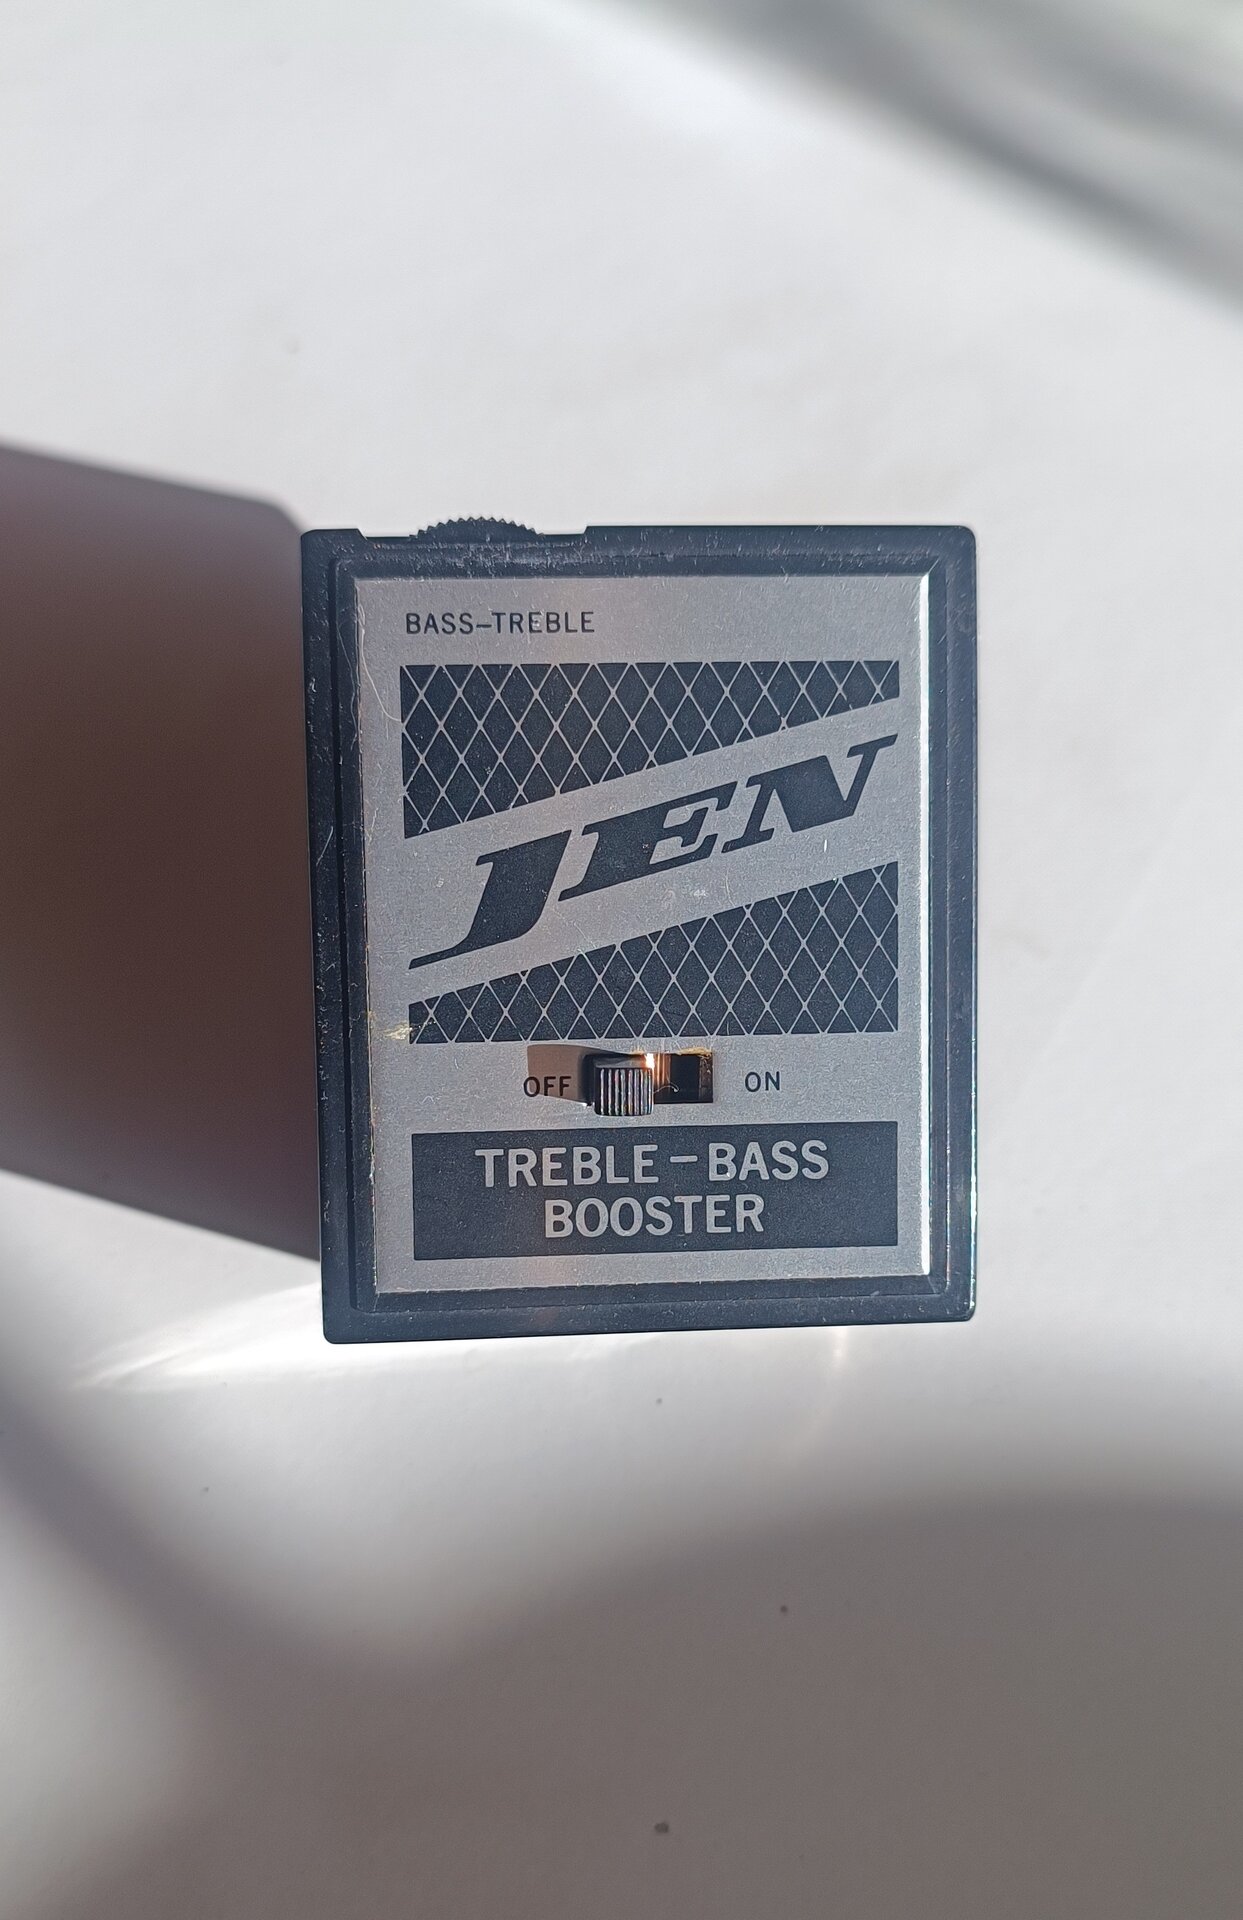 BASS–TREBLE
JEN
OFF ON
TREBLE–BASS
BOOSTER